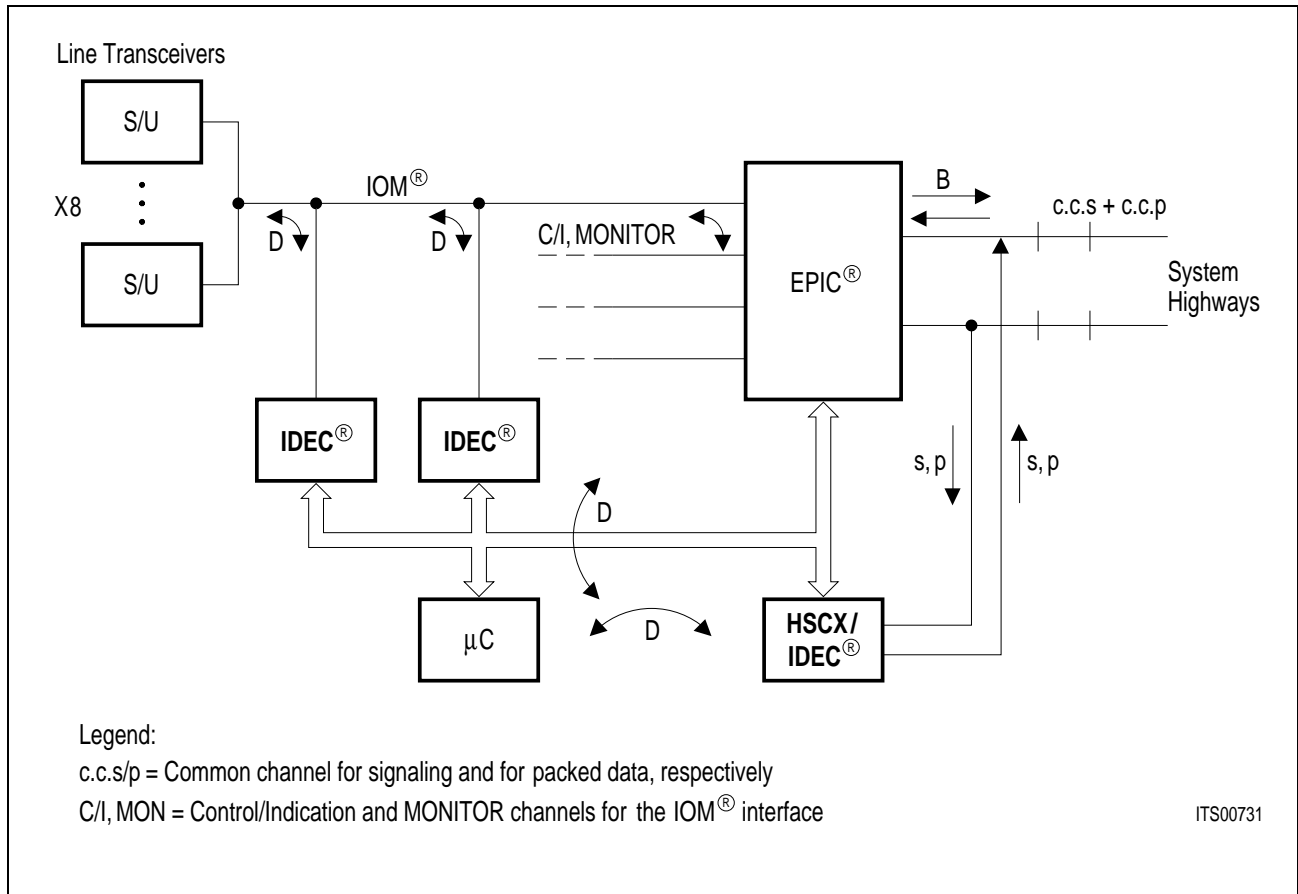 Line Transceivers
S/U
X8
S/U
IOM®
D
D
C/I, MONITOR
EPIC®
B
c.c.s + c.c.p
System
Highways
IDEC®
IDEC®
s, p
s, p
D
µC
D
HSCX/
IDEC®
Legend:
c.c.s/p = Common channel for signaling and for packed data, respectively
C/I, MON = Control/Indication and MONITOR channels for the IOM® interface
ITS00731